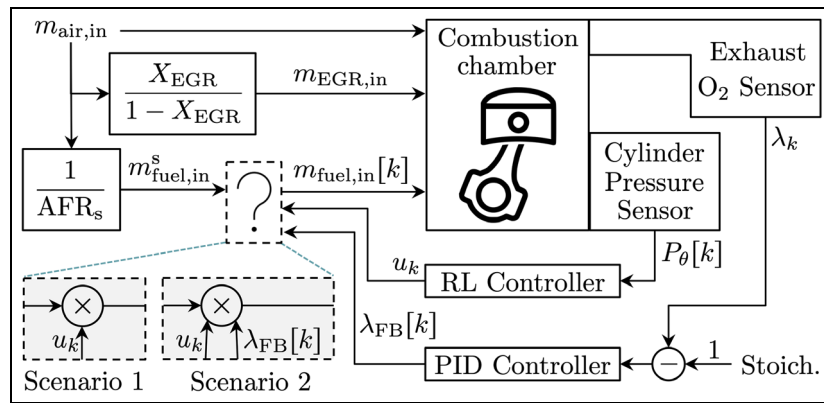 m_air,in
Combustion
chamber
Exhaust
O₂ Sensor
X_EGR
1 − X_EGR
m_EGR,in
λ_k
1
AFR_s
m^s_fuel,in
?
m_fuel,in[k]
Cylinder
Pressure
Sensor
P_θ[k]
u_k
RL Controller
×
u_k
×
u_k
λ_FB[k]
λ_FB[k]
PID Controller
−
1
Stoich.
Scenario 1
Scenario 2